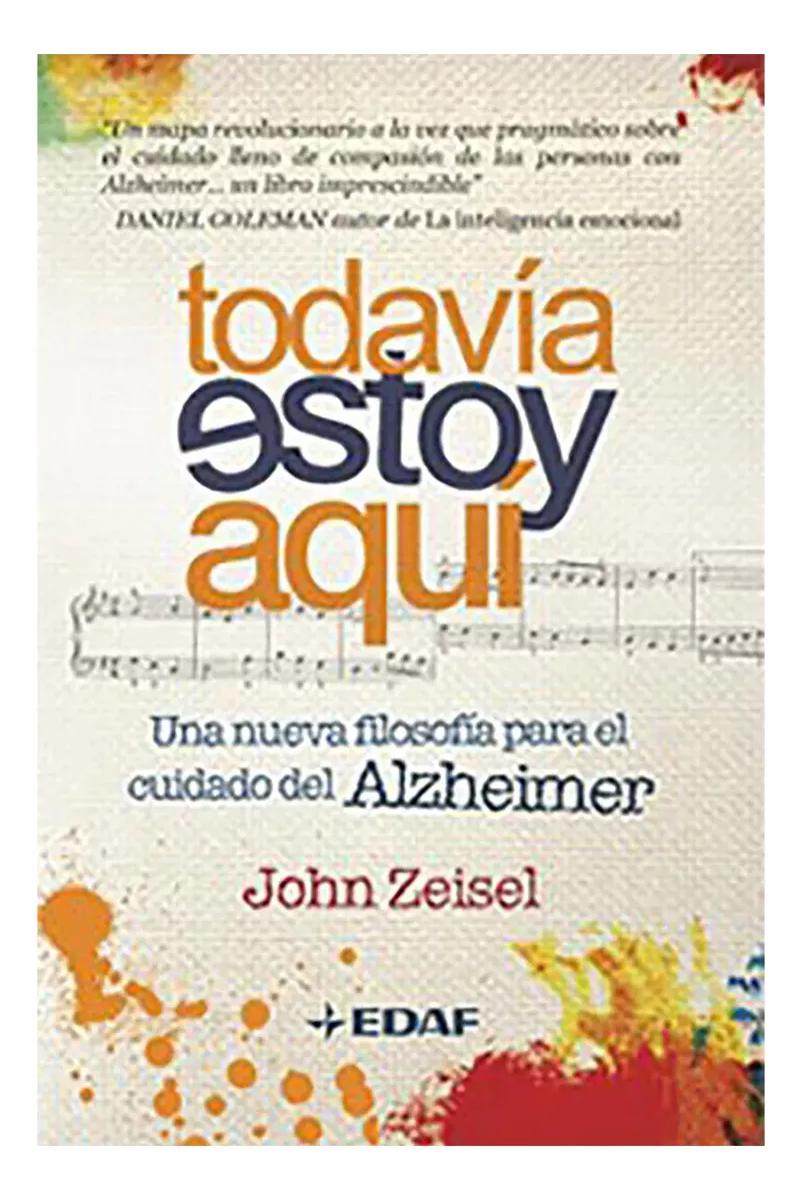 "Un mapa revolucionario a la vez que pragmático sobre
el cuidado lleno de compasión de las personas con
Alzheimer... un libro imprescindible"
DANIEL GOLEMAN autor de La inteligencia emocional
todavía
estoy
aquí
Una nueva filosofía para el
cuidado del Alzheimer
John Zeisel
EDAF